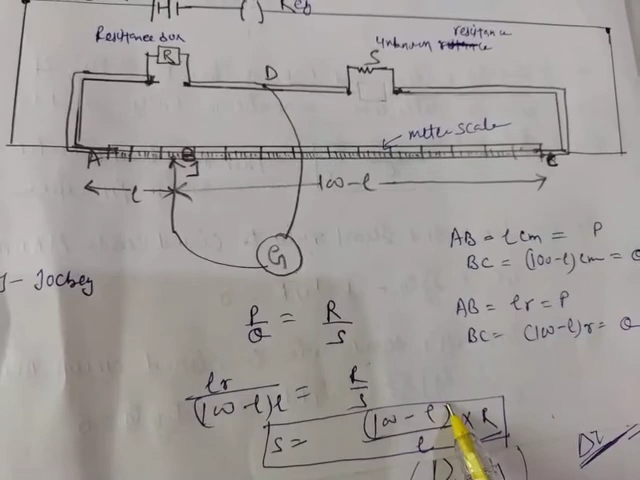 Key
Resistance box
unknown resistance
R
S
D
meter scale
A
B
J
C
l
100-l
G
J- Jockey
AB = l cm = P
BC = (100-l) cm = Q
AB = lr = P
BC = (100-l)r = Q
P/Q = R/S
lr/(100-l)l = R/S
S = (100-l)/l × R